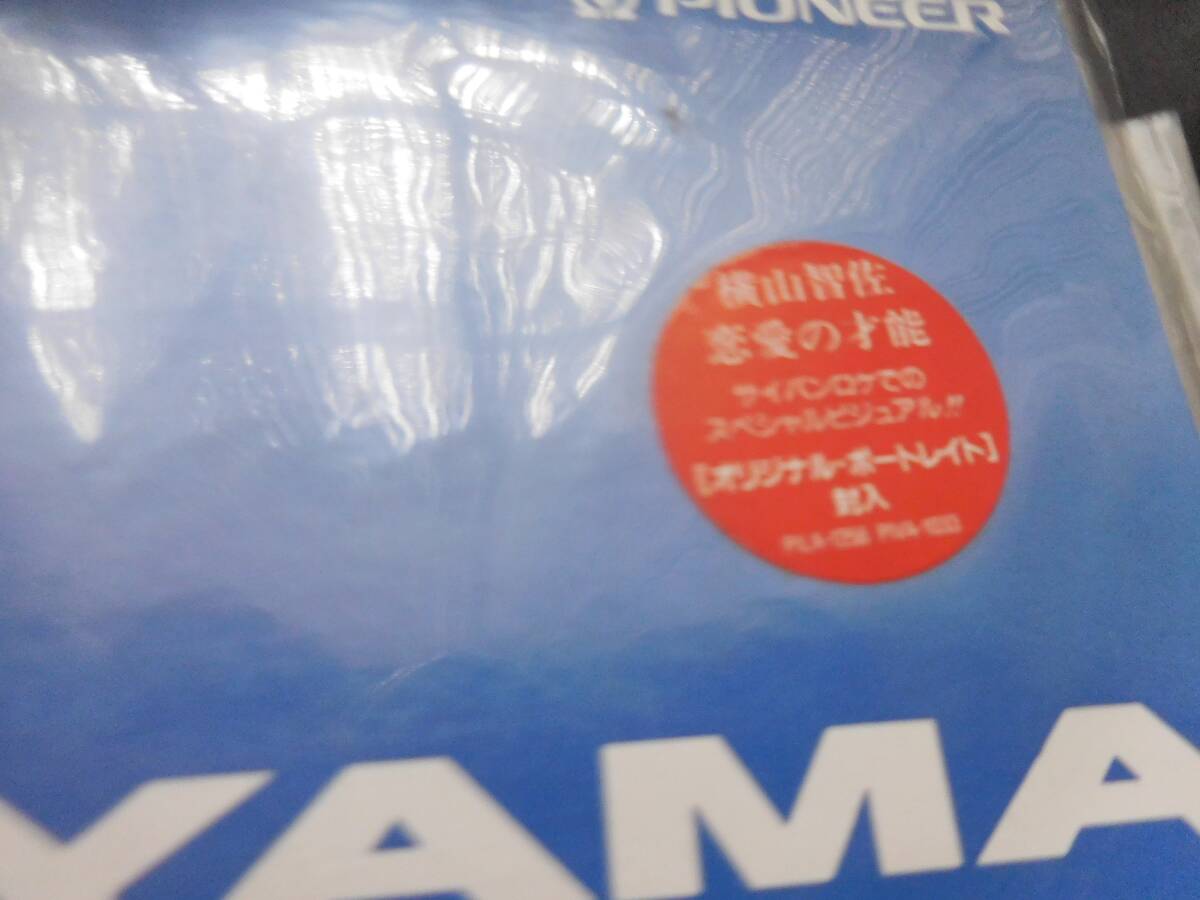 PIONEER
横山智佐
恋愛の才能
サイパンロケでの
スペシャルビジュアル!!
[オリジナル・ポートレイト]
封入
YAMA